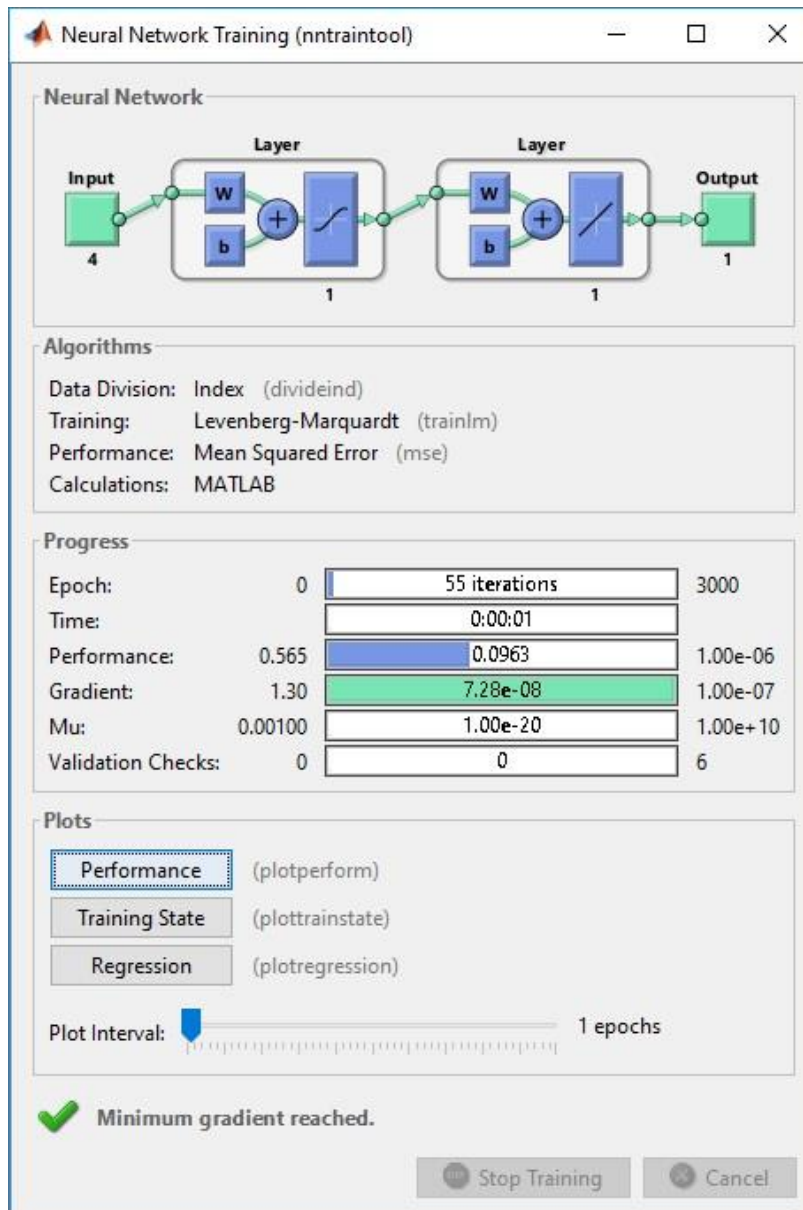 Neural Network Training (nntraintool)
Neural Network
Layer Layer
Input Output
W W
b b
4 1
1 1
Algorithms
Data Division: Index (divideind)
Training: Levenberg-Marquardt (trainlm)
Performance: Mean Squared Error (mse)
Calculations: MATLAB
Progress
Epoch: 0 55 iterations 3000
Time: 0:00:01
Performance: 0.565 0.0963 1.00e-06
Gradient: 1.30 7.28e-08 1.00e-07
Mu: 0.00100 1.00e-20 1.00e+10
Validation Checks: 0 0 6
Plots
Performance (plotperform)
Training State (plottrainstate)
Regression (plotregression)
Plot Interval: 1 epochs
Minimum gradient reached.
Stop Training Cancel